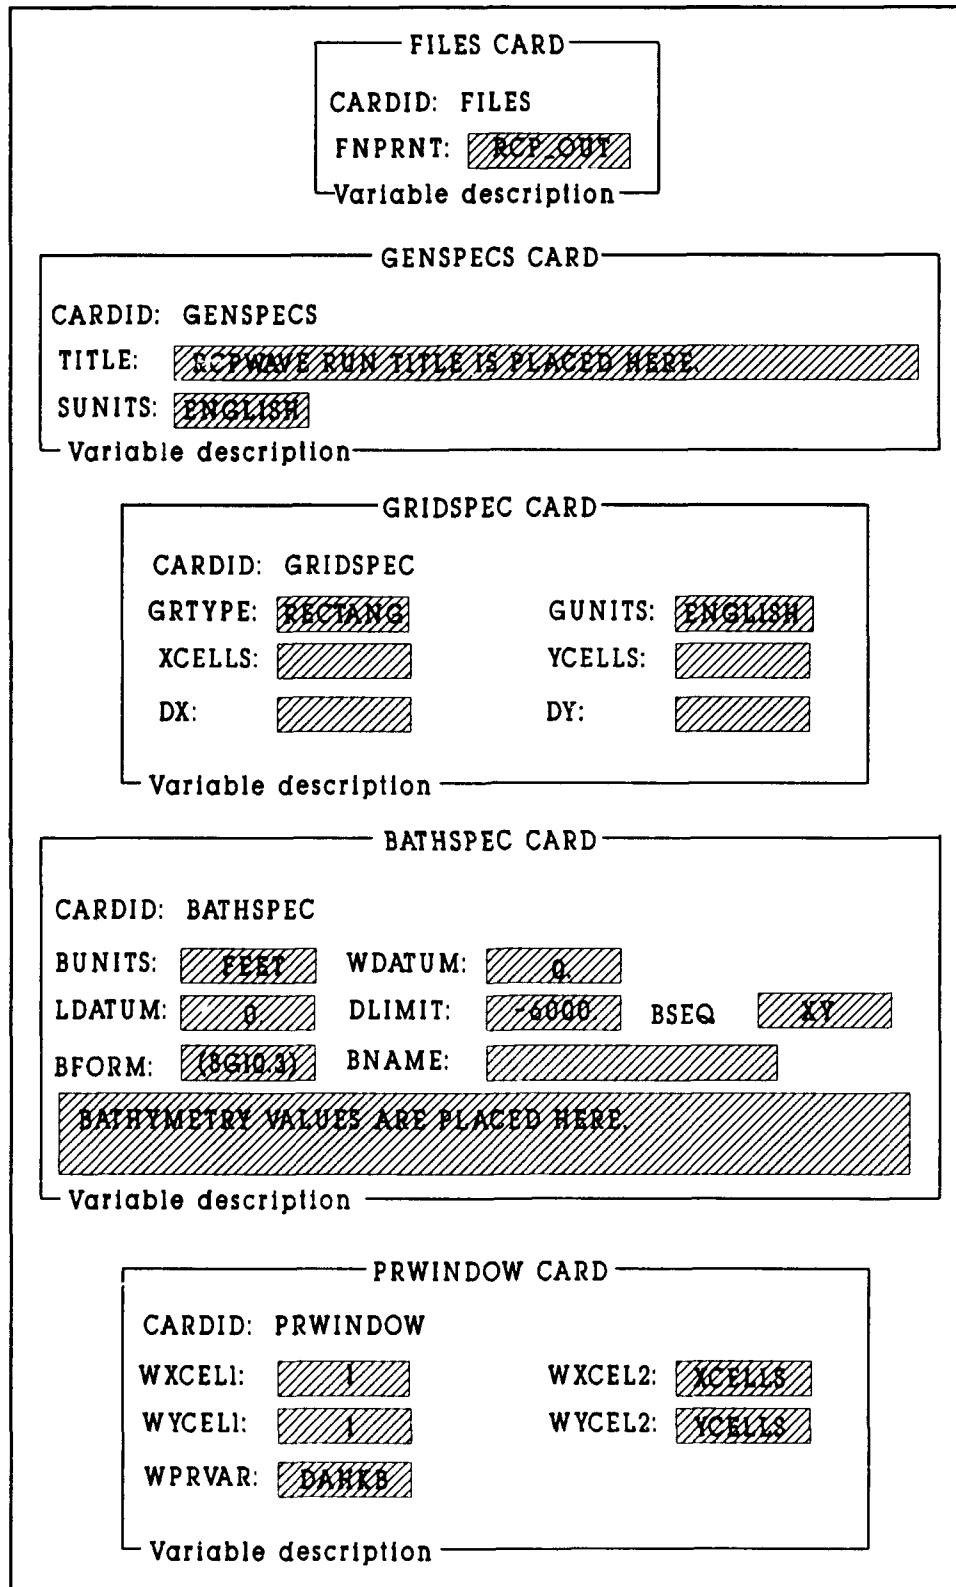 FILES CARD
CARDID: FILES
FNPRNT: RCP_OUT
Variable description
GENSPECS CARD
CARDID: GENSPECS
TITLE: RCPWAVE RUN TITLE IS PLACED HERE.
SUNITS: ENGLISH
Variable description
GRIDSPEC CARD
CARDID: GRIDSPEC
GRTYPE: RECTANG GUNITS: ENGLISH
XCELLS: YCELLS:
DX: DY:
Variable description
BATHSPEC CARD
CARDID: BATHSPEC
BUNITS: FEET WDATUM: 0.
LDATUM: 0. DLIMIT: -6000. BSEQ XY
BFORM: (8G10.3) BNAME:
BATHYMETRY VALUES ARE PLACED HERE.
Variable description
PRWINDOW CARD
CARDID: PRWINDOW
WXCEL1: 1 WXCEL2: XCELLS
WYCEL1: 1 WYCEL2: YCELLS
WPRVAR: DAHKB
Variable description